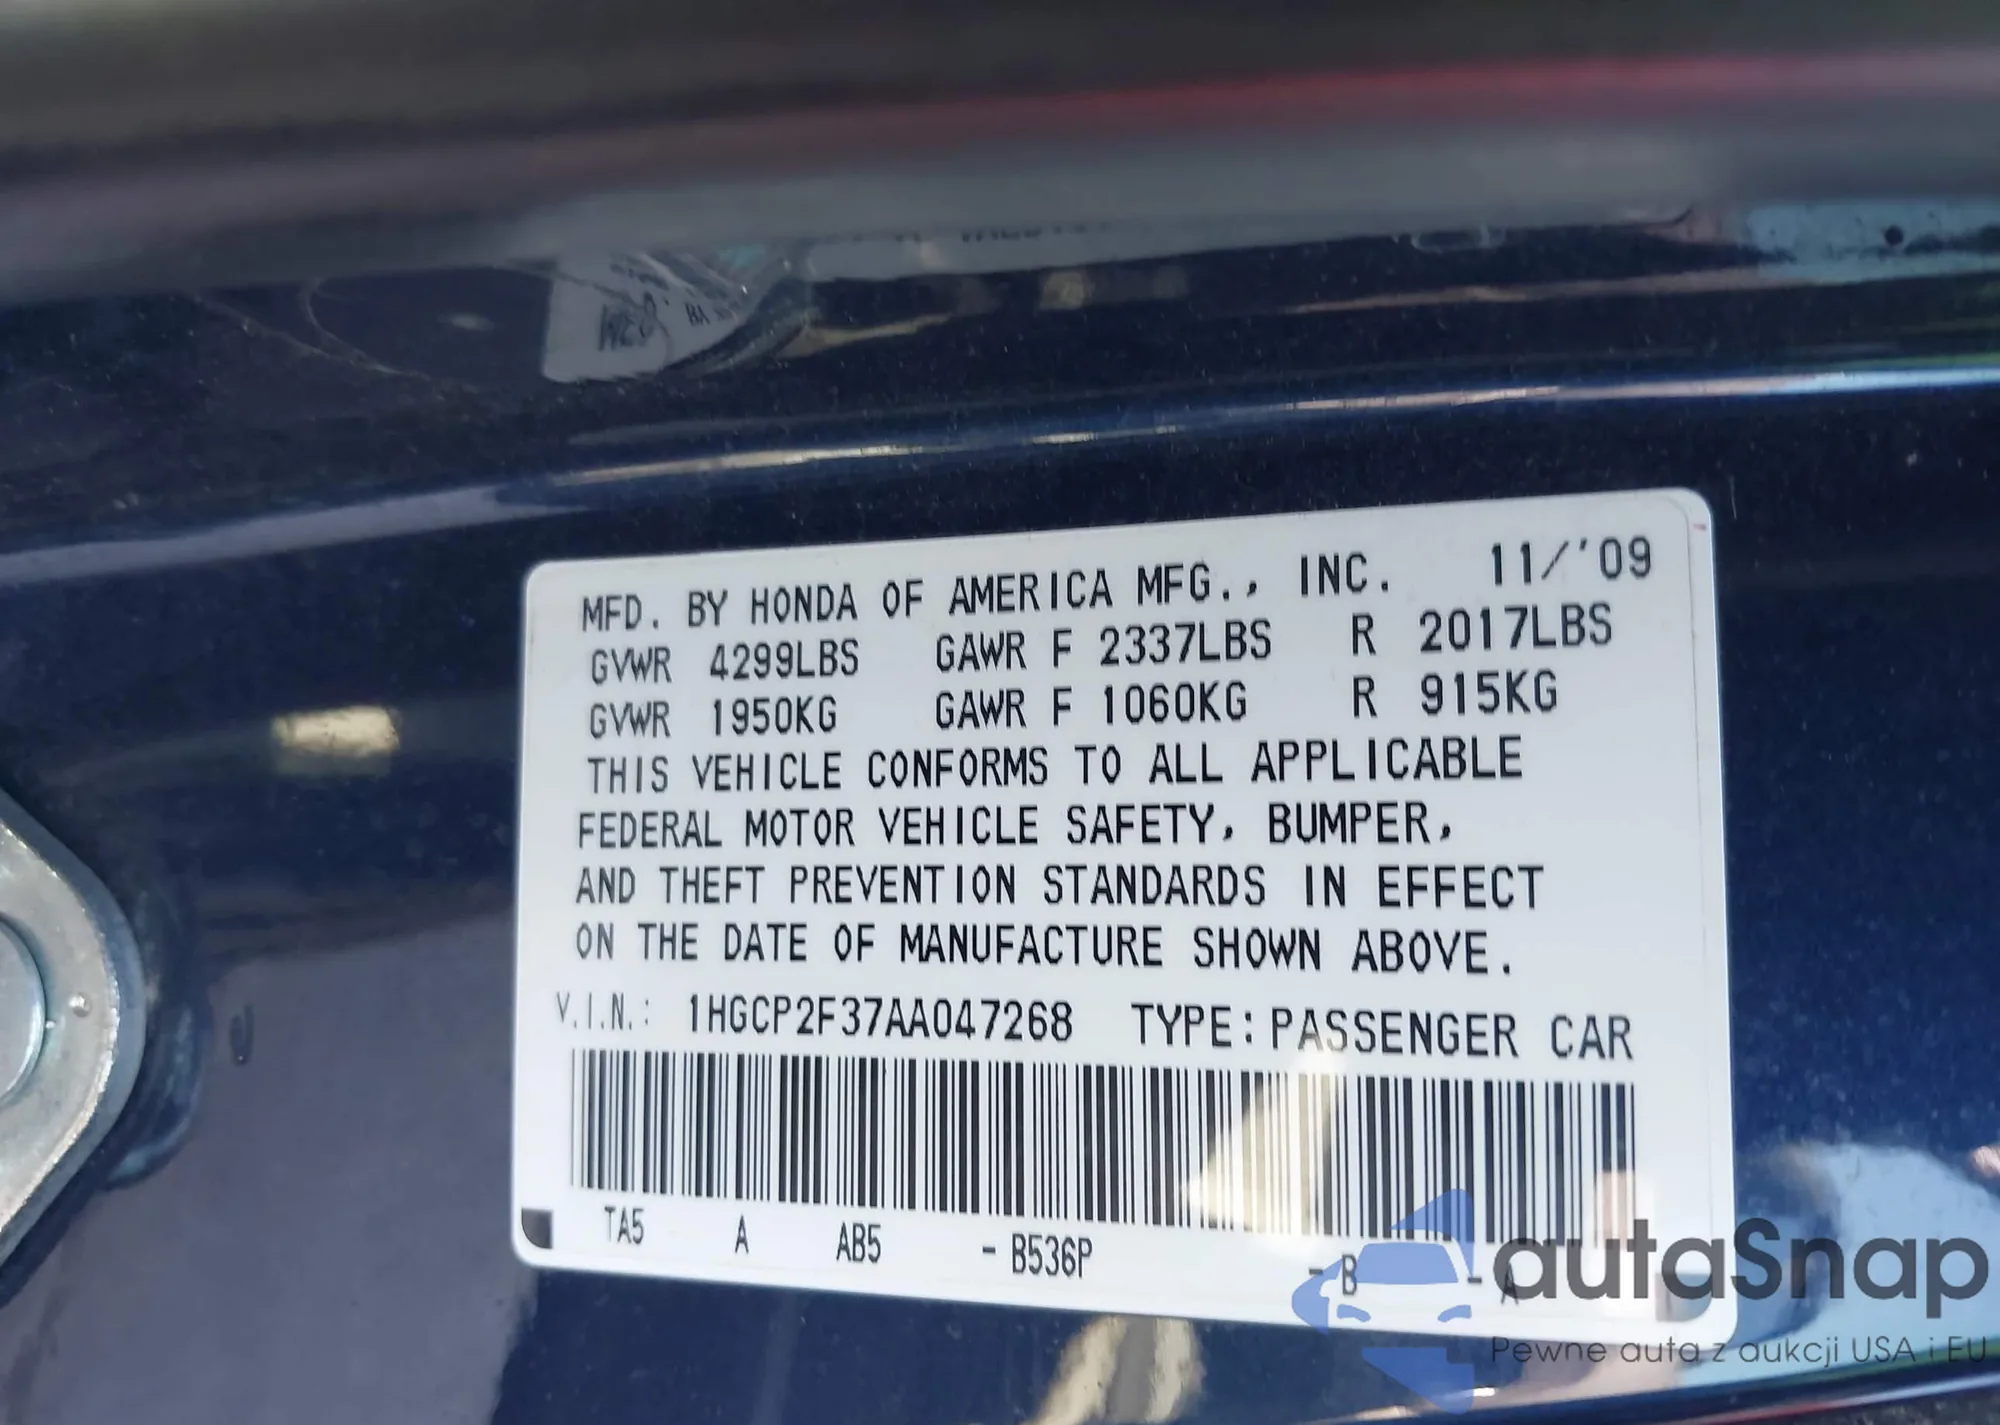 MFD. BY HONDA OF AMERICA MFG., INC. 11/'09
GVWR 4299LBS GAWR F 2337LBS R 2017LBS
GVWR 1950KG GAWR F 1060KG R 915KG
THIS VEHICLE CONFORMS TO ALL APPLICABLE
FEDERAL MOTOR VEHICLE SAFETY, BUMPER,
AND THEFT PREVENTION STANDARDS IN EFFECT
ON THE DATE OF MANUFACTURE SHOWN ABOVE.
V.I.N.: 1HGCP2F37AA047268 TYPE: PASSENGER CAR
TA5 A AB5 - B536P - B - A
autaSnap
Pewne auta z aukcji USA i EU